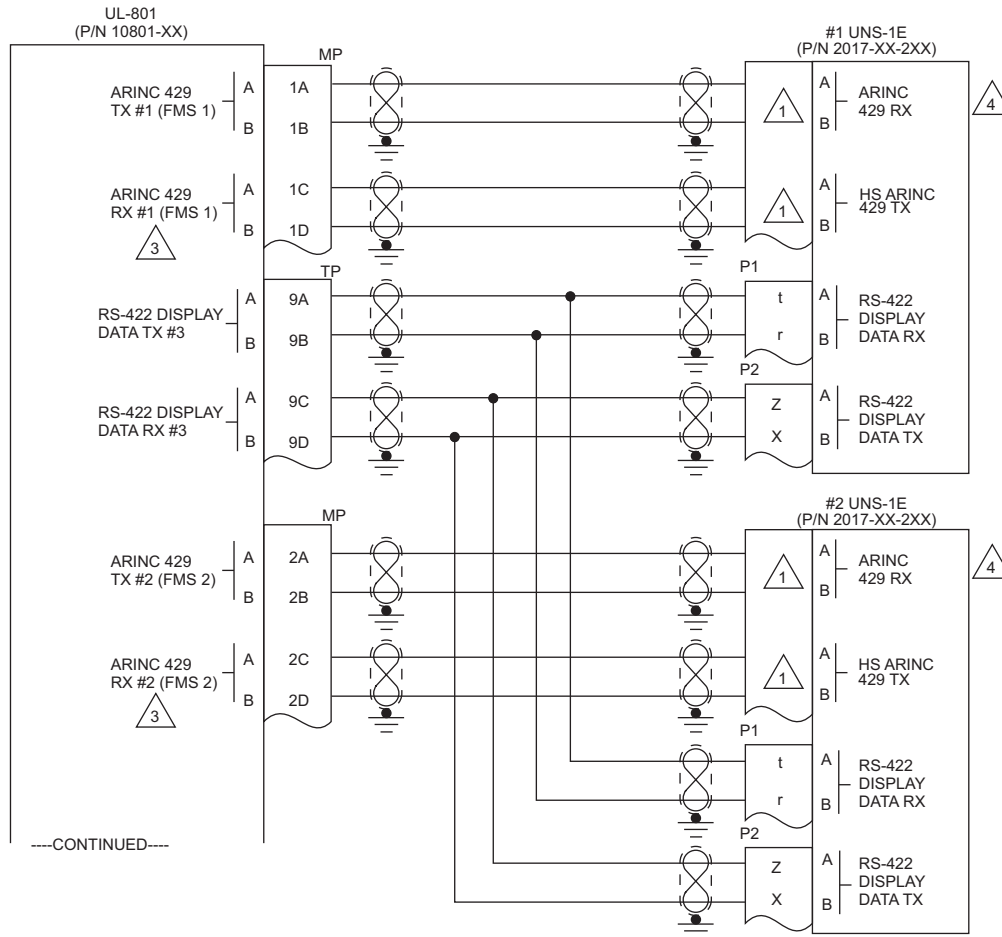 UL-801
(P/N 10801-XX)
MP
ARINC 429
TX #1 (FMS 1)
A
B
1A
1B
ARINC 429
RX #1 (FMS 1)
3
A
B
1C
1D
TP
RS-422 DISPLAY
DATA TX #3
A
B
9A
9B
RS-422 DISPLAY
DATA RX #3
A
B
9C
9D
MP
ARINC 429
TX #2 (FMS 2)
A
B
2A
2B
ARINC 429
RX #2 (FMS 2)
3
A
B
2C
2D
----CONTINUED----
#1 UNS-1E
(P/N 2017-XX-2XX)
1
A
B
ARINC
429 RX
4
1
A
B
HS ARINC
429 TX
P1
t
r
A
B
RS-422
DISPLAY
DATA RX
P2
Z
X
A
B
RS-422
DISPLAY
DATA TX
#2 UNS-1E
(P/N 2017-XX-2XX)
1
A
B
ARINC
429 RX
4
1
A
B
HS ARINC
429 TX
P1
t
r
A
B
RS-422
DISPLAY
DATA RX
P2
Z
X
A
B
RS-422
DISPLAY
DATA TX